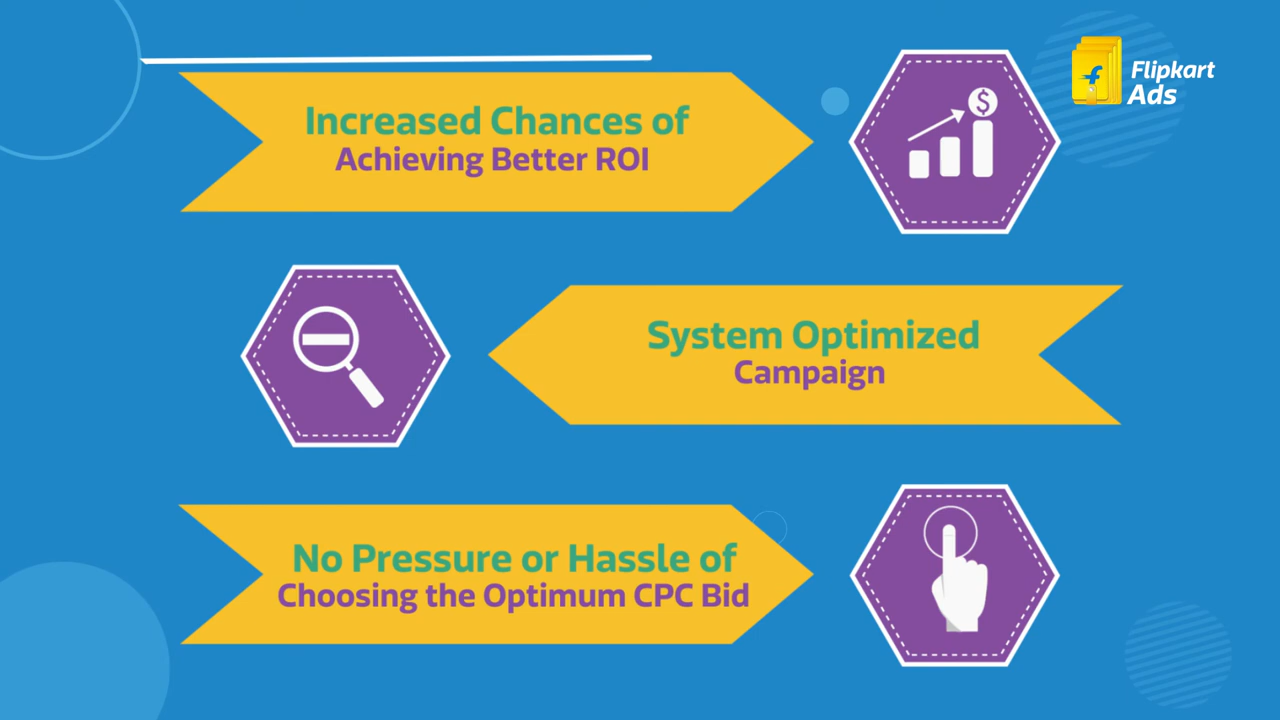 Flipkart
Ads
Increased Chances of
Achieving Better ROI
$
System Optimized
Campaign
No Pressure or Hassle of
Choosing the Optimum CPC Bid